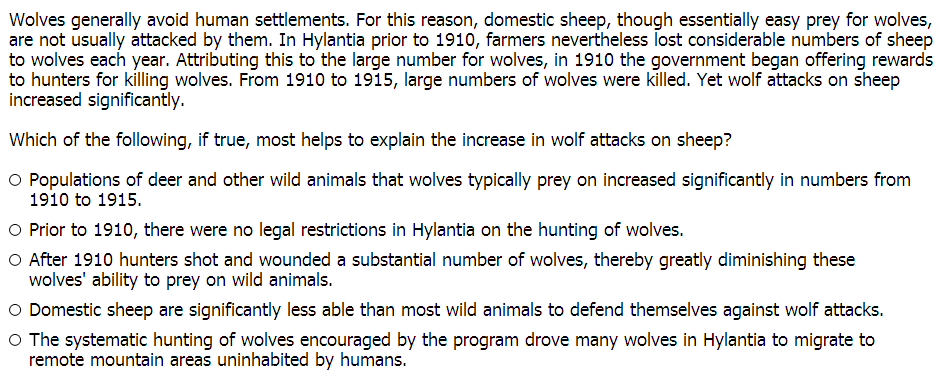 Wolves generally avoid human settlements. For this reason, domestic sheep, though essentially easy prey for wolves,
are not usually attacked by them. In Hylantia prior to 1910, farmers nevertheless lost considerable numbers of sheep
to wolves each year. Attributing this to the large number for wolves, in 1910 the government began offering rewards
to hunters for killing wolves. From 1910 to 1915, large numbers of wolves were killed. Yet wolf attacks on sheep
increased significantly.
Which of the following, if true, most helps to explain the increase in wolf attacks on sheep?
Populations of deer and other wild animals that wolves typically prey on increased significantly in numbers from
1910 to 1915.
Prior to 1910, there were no legal restrictions in Hylantia on the hunting of wolves.
After 1910 hunters shot and wounded a substantial number of wolves, thereby greatly diminishing these
wolves' ability to prey on wild animals.
Domestic sheep are significantly less able than most wild animals to defend themselves against wolf attacks.
The systematic hunting of wolves encouraged by the program drove many wolves in Hylantia to migrate to
remote mountain areas uninhabited by humans.